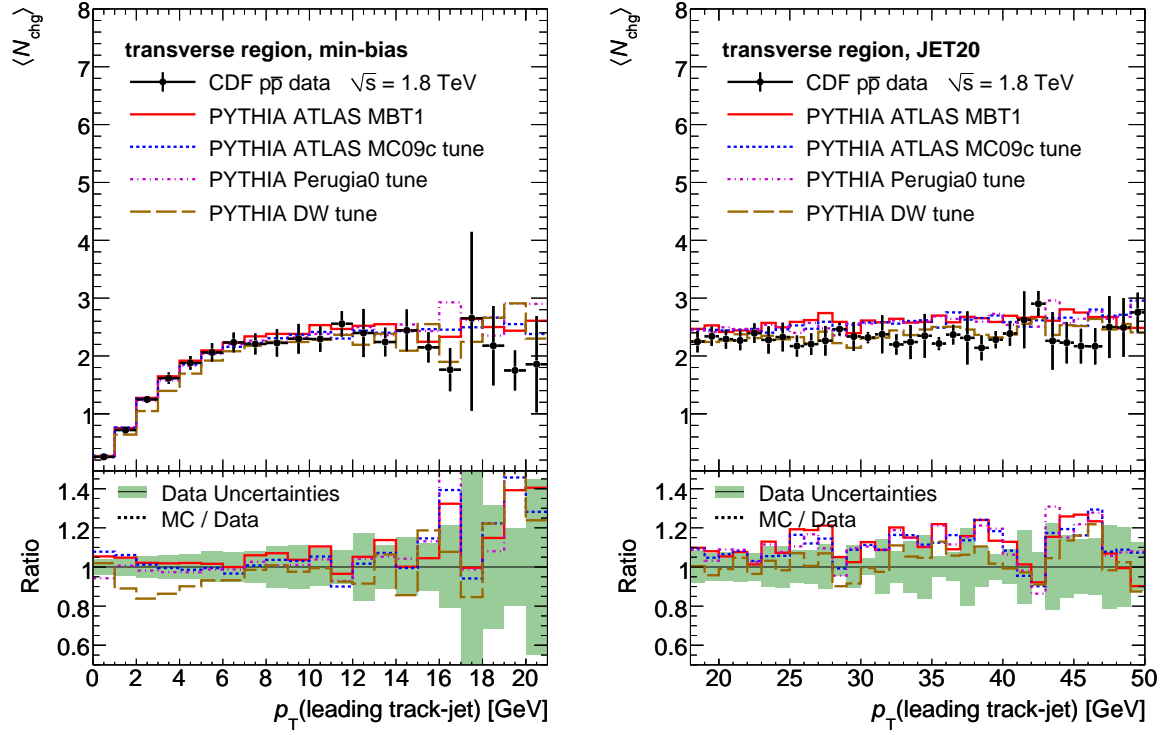 ⟨N_chg⟩
8
7
6
5
4
3
2
1
transverse region, min-bias
CDF pp̅ data √s = 1.8 TeV
PYTHIA ATLAS MBT1
PYTHIA ATLAS MC09c tune
PYTHIA Perugia0 tune
PYTHIA DW tune
Ratio
1.4
1.2
1
0.8
0.6
Data Uncertainties
MC / Data
0 2 4 6 8 10 12 14 16 18 20
p_T(leading track-jet) [GeV]
⟨N_chg⟩
8
7
6
5
4
3
2
1
transverse region, JET20
CDF pp̅ data √s = 1.8 TeV
PYTHIA ATLAS MBT1
PYTHIA ATLAS MC09c tune
PYTHIA Perugia0 tune
PYTHIA DW tune
Ratio
1.4
1.2
1
0.8
0.6
Data Uncertainties
MC / Data
20 25 30 35 40 45 50
p_T(leading track-jet) [GeV]